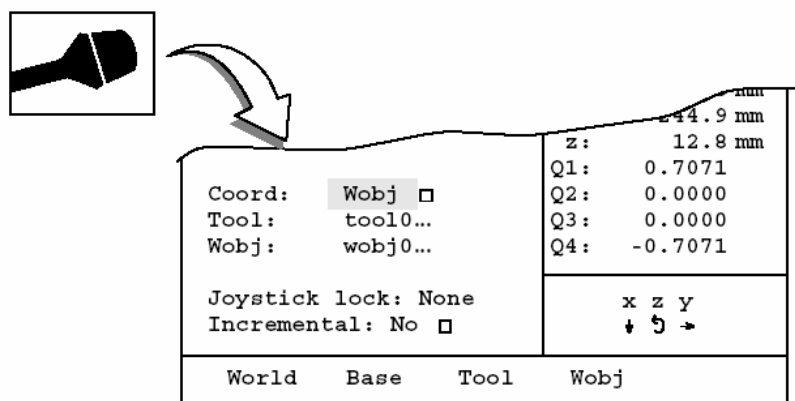 244.9 mm
z: 12.8 mm
Q1: 0.7071
Q2: 0.0000
Q3: 0.0000
Q4: -0.7071
Coord: Wobj
Tool: tool0...
Wobj: wobj0...
Joystick lock: None
Incremental: No
x z y
World Base Tool Wobj